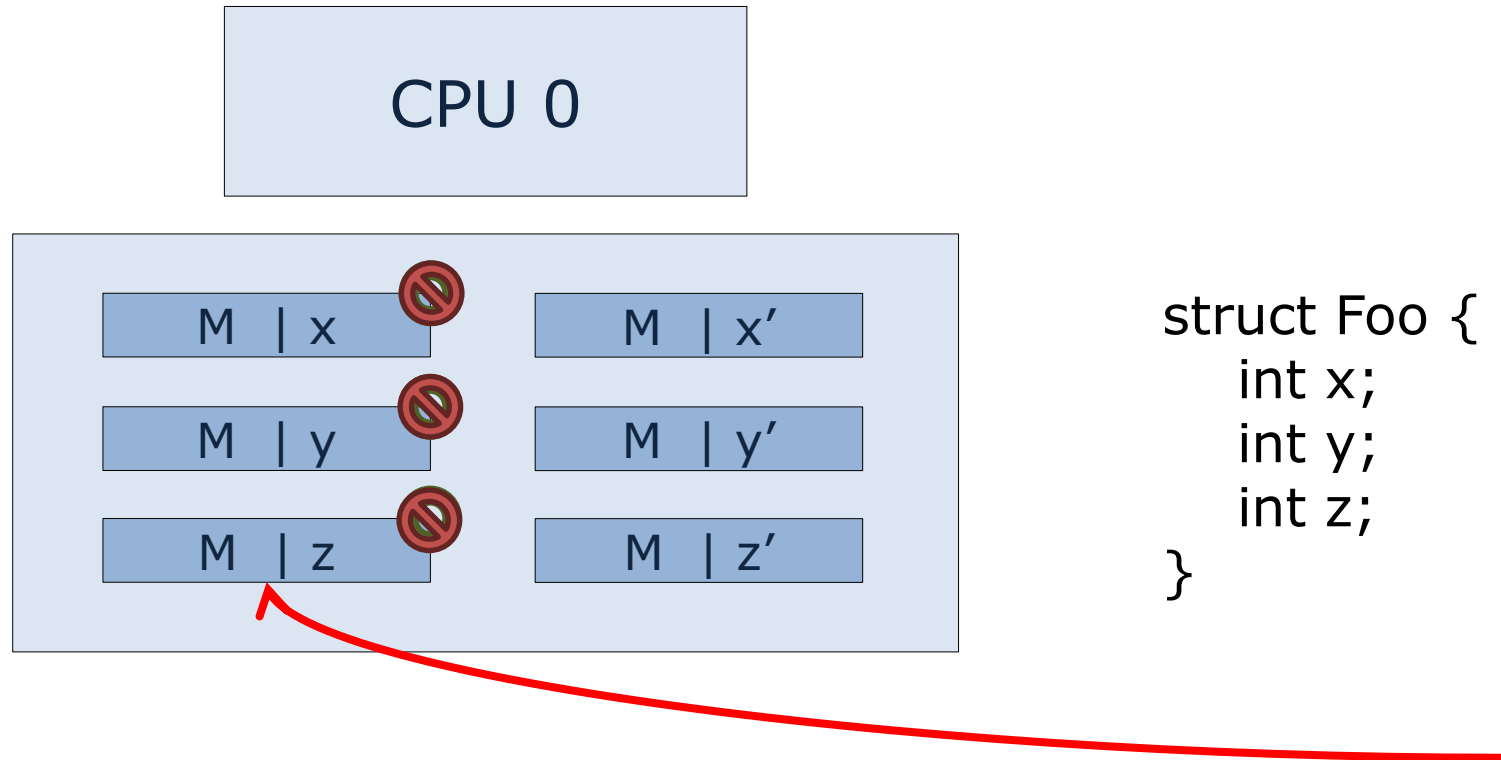 CPU 0
M | x
M | x’
M | y
M | y’
M | z
M | z’
struct Foo {
int x;
int y;
int z;
}